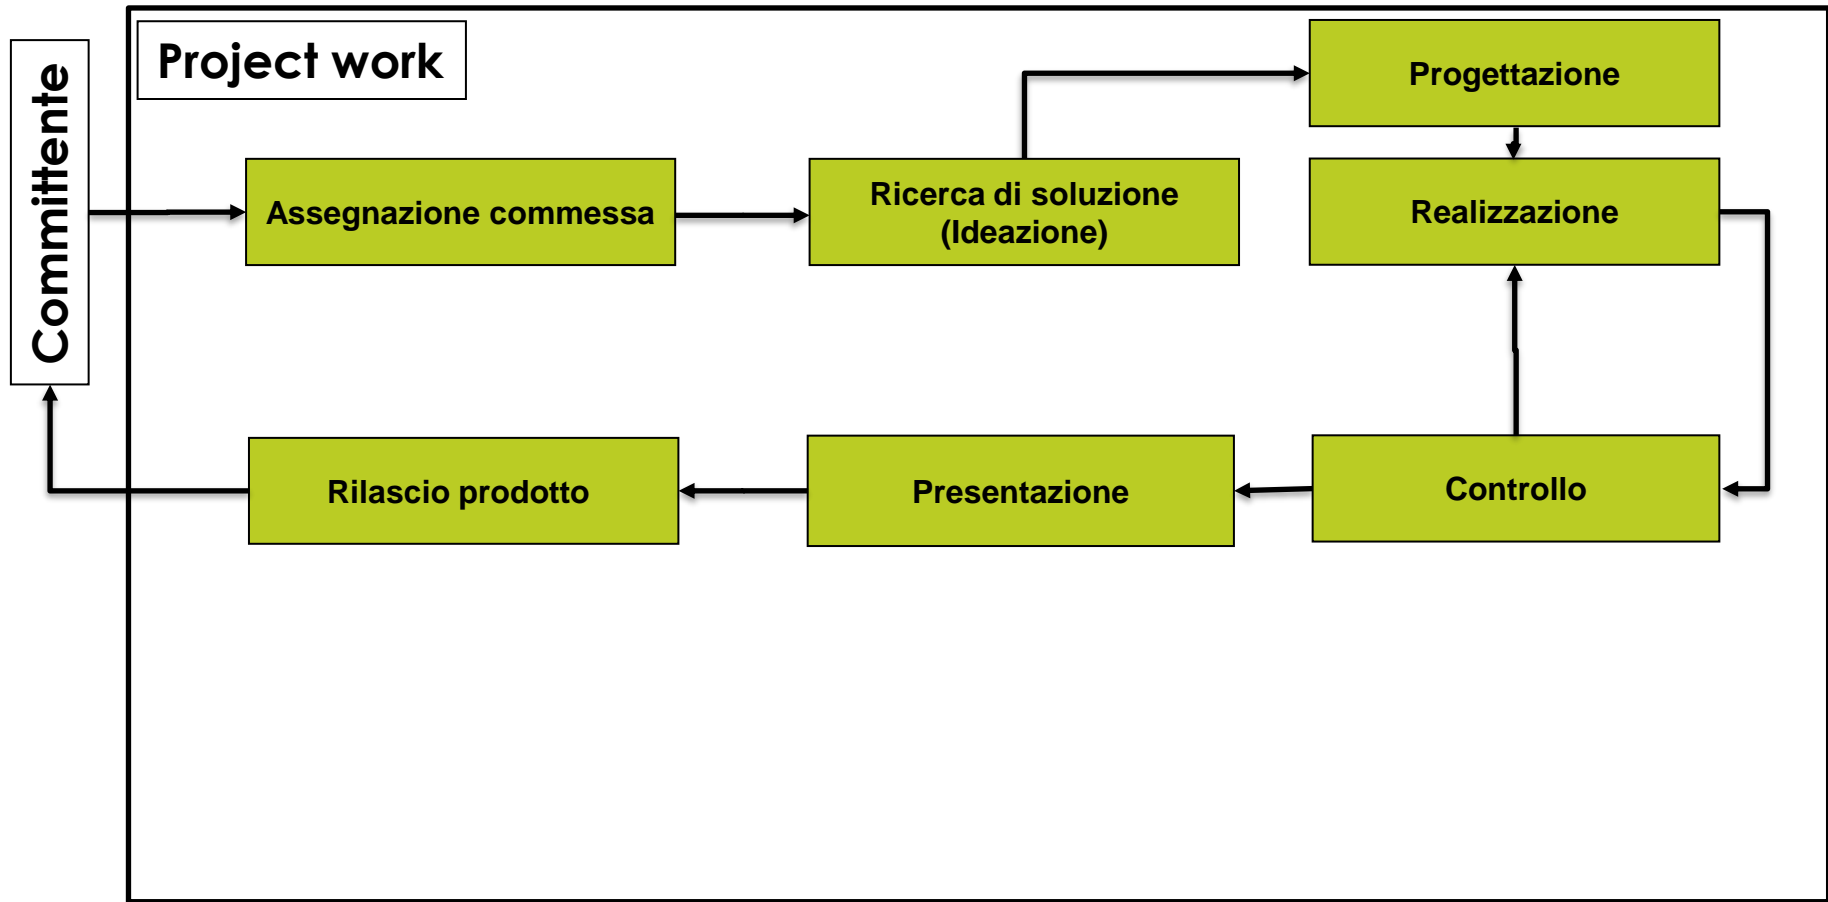 Project work
Committente
Assegnazione commessa
Ricerca di soluzione
(Ideazione)
Progettazione
Realizzazione
Controllo
Presentazione
Rilascio prodotto